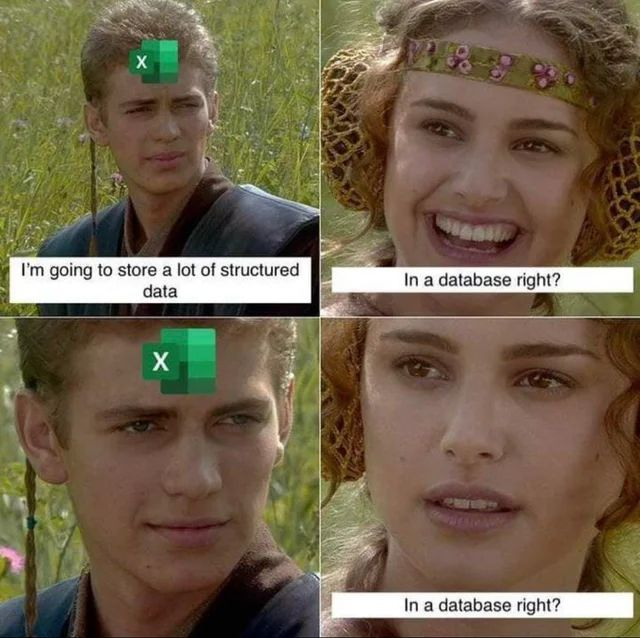 X
I'm going to store a lot of structured
data
In a database right?
X
In a database right?